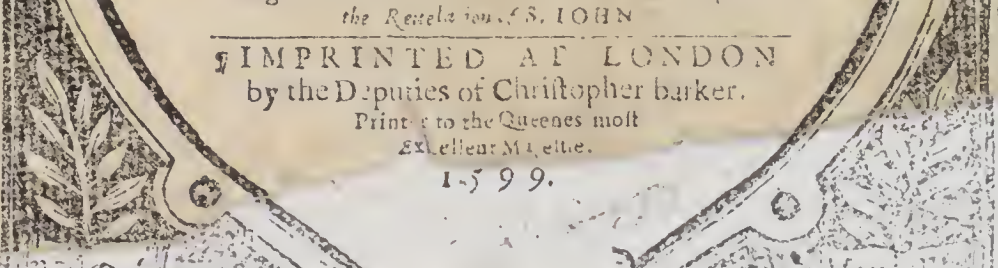 the Reuelation of S. IOHN
¶IMPRINTED AT LONDON
by the Deputies of Chriſtopher barker.
Printer to the Queenes moſt
Excellent Maieſtie.
1599.